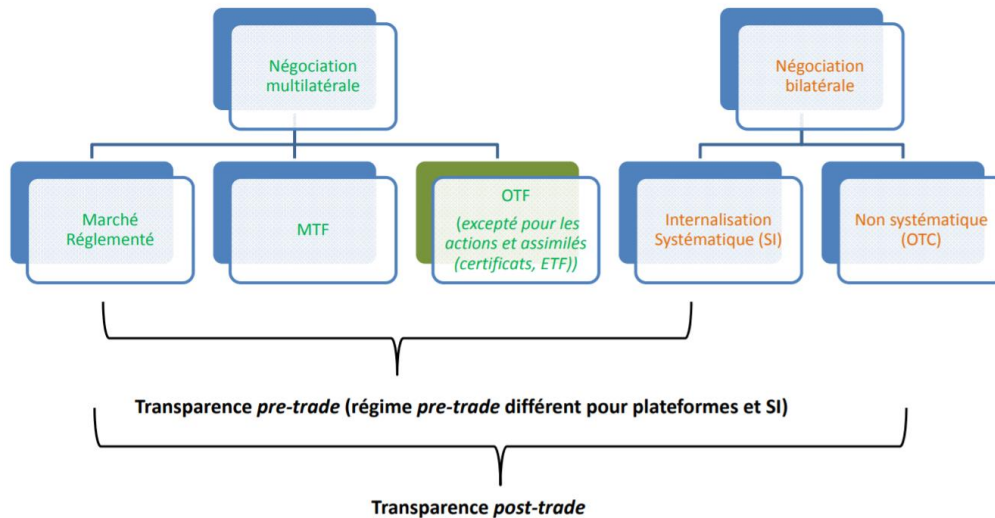 Négociation
multilatérale
Négociation
bilatérale
Marché
Réglementé
MTF
OTF
(excepté pour les
actions et assimilés
(certificats, ETF))
Internalisation
Systématique (SI)
Non systématique
(OTC)
Transparence pre-trade (régime pre-trade différent pour plateformes et SI)
Transparence post-trade